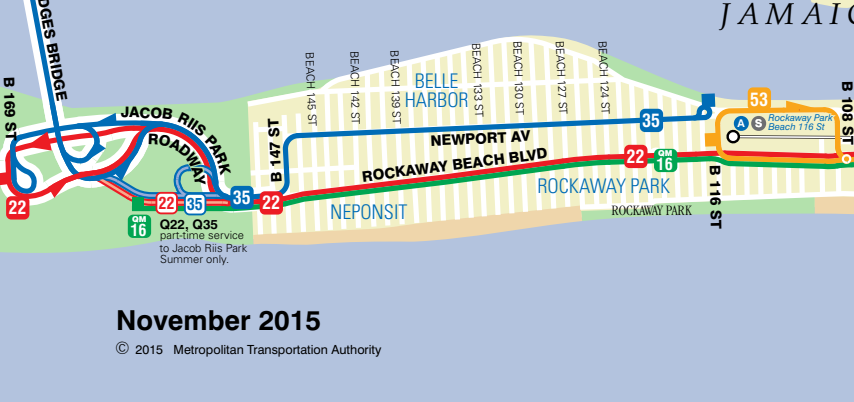 JAMAIC
DGES BRIDGE
B 169 ST
JACOB RIIS PARK
ROADWAY
22
QM
16
22
35
Q22, Q35
part-time service
to Jacob Riis Park
Summer only.
35
22
B 147 ST
BEACH 145 ST
BEACH 142 ST
BEACH 139 ST
BELLE
HARBOR
BEACH 133 ST
BEACH 130 ST
BEACH 127 ST
BEACH 124 ST
NEWPORT AV
35
ROCKAWAY BEACH BLVD
22
QM
16
NEPONSIT
ROCKAWAY PARK
ROCKAWAY PARK
B 116 ST
53
A S Rockaway Park
Beach 116 St
B 108 ST
November 2015
© 2015 Metropolitan Transportation Authority